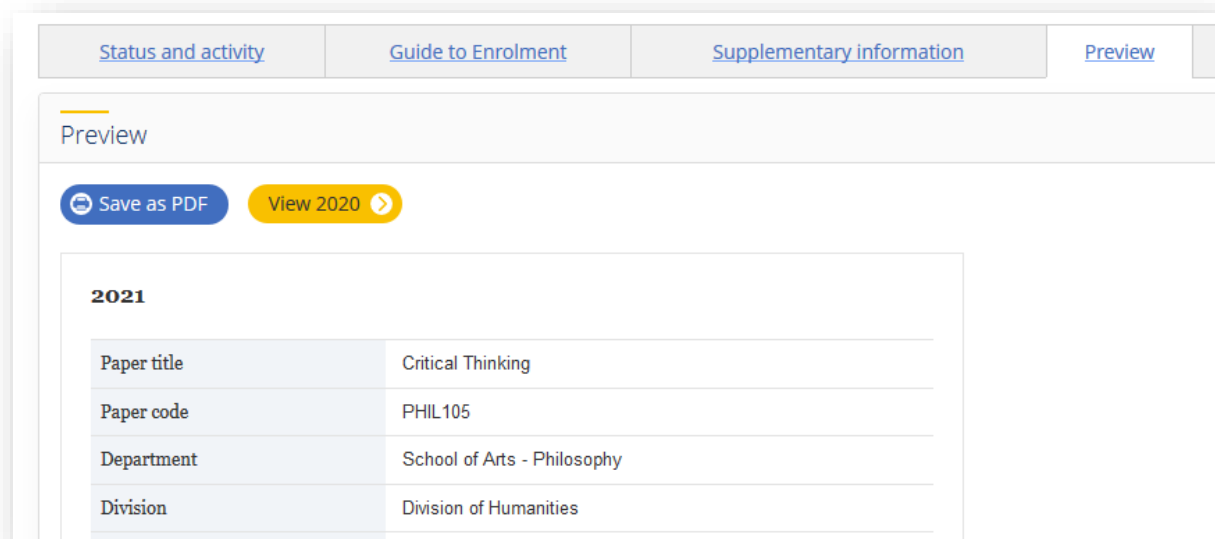 Status and activity Guide to Enrolment Supplementary information Preview
Preview
Save as PDF View 2020
2021
Paper title Critical Thinking
Paper code PHIL105
Department School of Arts - Philosophy
Division Division of Humanities